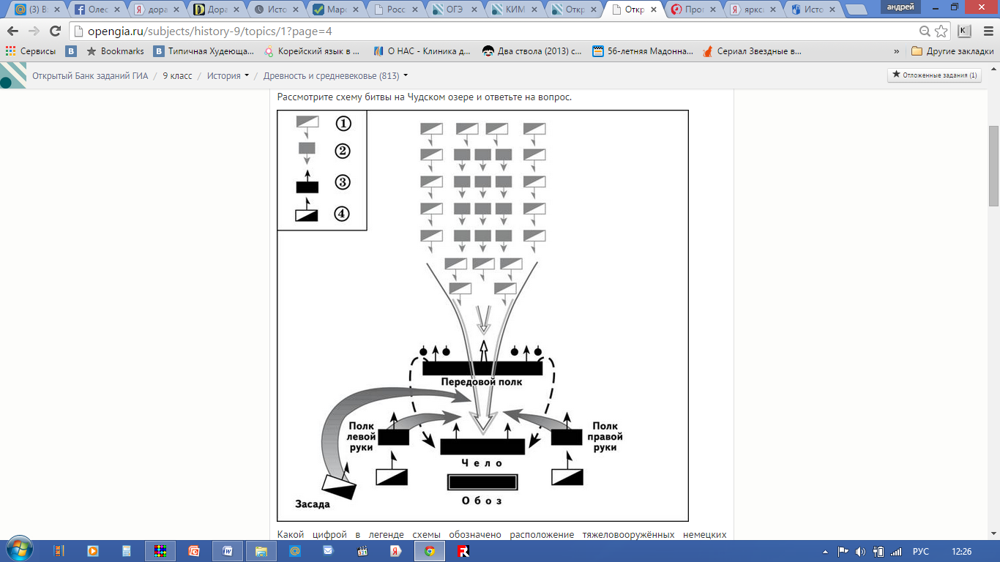 (3) В
Олес
дора
Дора
Исто
Маре
Росс
ОГЭ
КИМ
Откр
Откр
Прог
яркс
Исто
андрей
opengia.ru/subjects/history-9/topics/1?page=4
Сервисы
Bookmarks
Типичная Худеюща...
Корейский язык в ...
О НАС - Клиника д...
Два ствола (2013) с...
56-летняя Мадонна...
Сериал Звездные в...
»
Другие закладки
Открытый Банк заданий ГИА / 9 класс / История / Древность и средневековье (813)
Отложенные задания (1)
Рассмотрите схему битвы на Чудском озере и ответьте на вопрос.
1
2
3
4
Передовой полк
Полк
левой
руки
Полк
правой
руки
Чело
Обоз
Засада
Какой цифрой в легенде схемы обозначено расположение тяжеловооружённых немецких
РУС
12:26